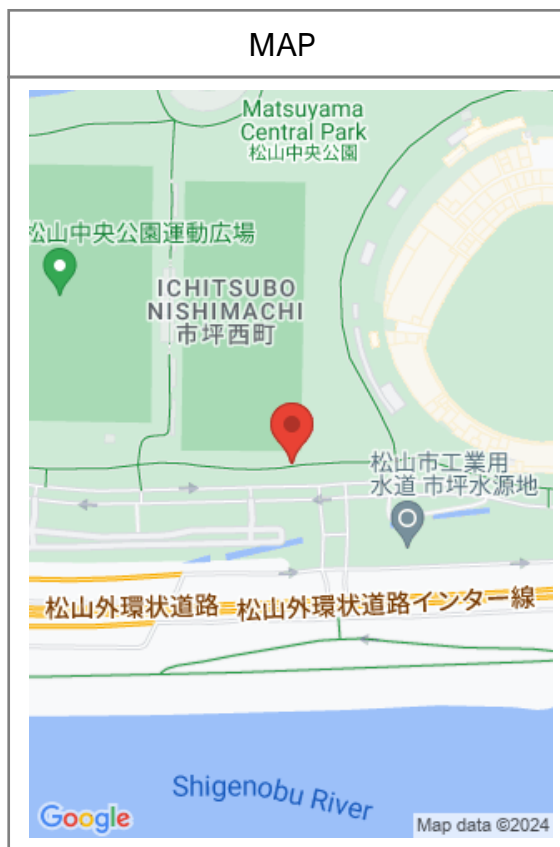 MAP
Matsuyama
Central Park
松山中央公園
松山中央公園運動広場
ICHITSUBO
NISHIMACHI
市坪西町
松山市工業用
水道 市坪水源地
松山外環状道路
松山外環状道路インター線
Shigenobu River
Google
Map data ©2024